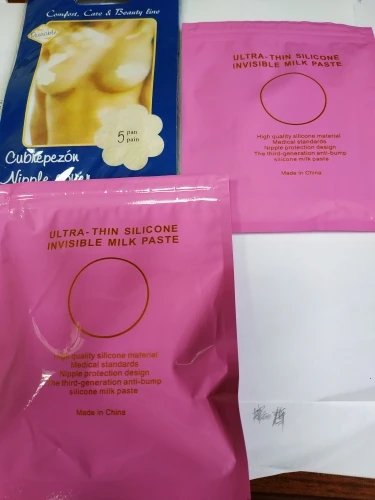 Comfort, Care & Beauty line
5 pan
pain
Cubrepezón
ULTRA-THIN SILICONE
INVISIBLE MILK PASTE
High quality silicone material
Medical standards
Nipple protection design
The third-generation anti-bump
silicone milk paste
Made in China
ULTRA-THIN SILICONE
INVISIBLE MILK PASTE
High quality silicone material
Medical standards
Nipple protection design
The third-generation anti-bump
silicone milk paste
Made in China